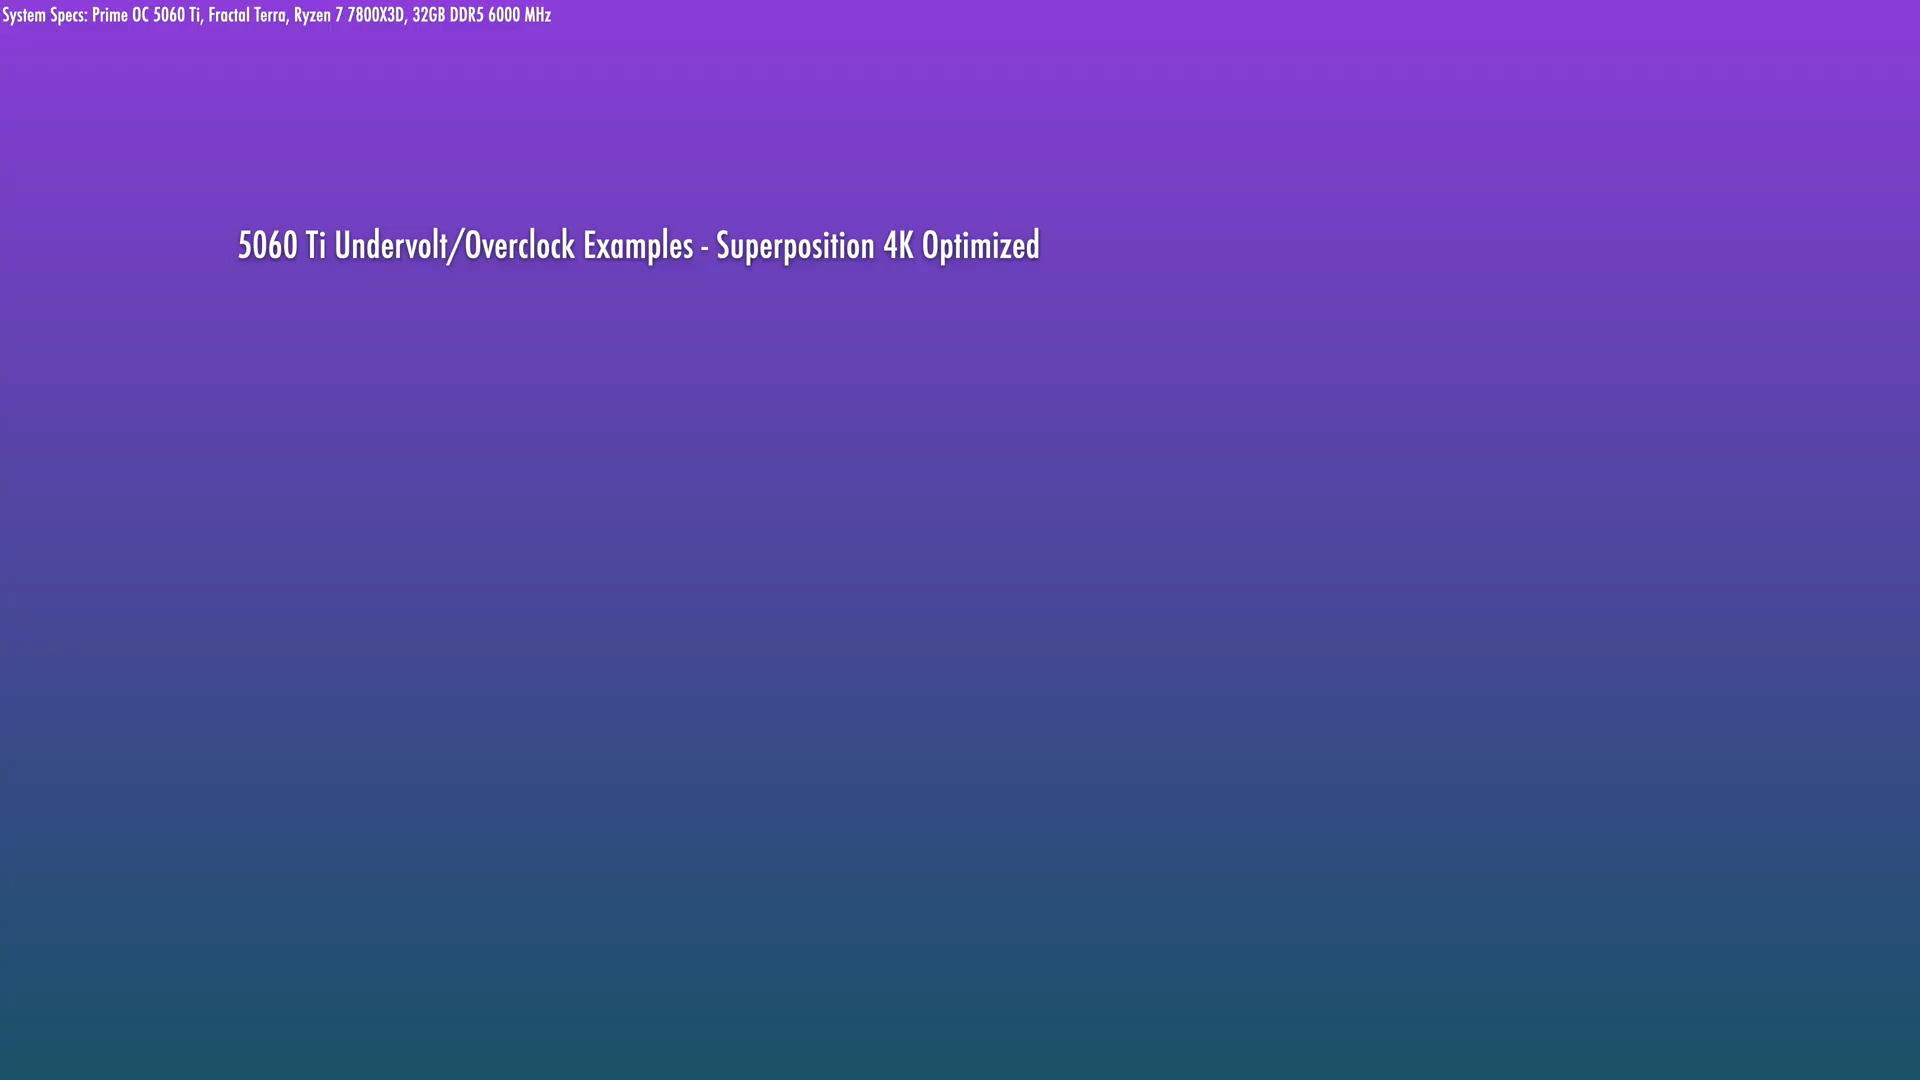 System Specs: Prime OC 5060 Ti, Fractal Terra, Ryzen 7 7800X3D, 32GB DDR5 6000 MHz
5060 Ti Undervolt/Overclock Examples - Superposition 4K Optimized